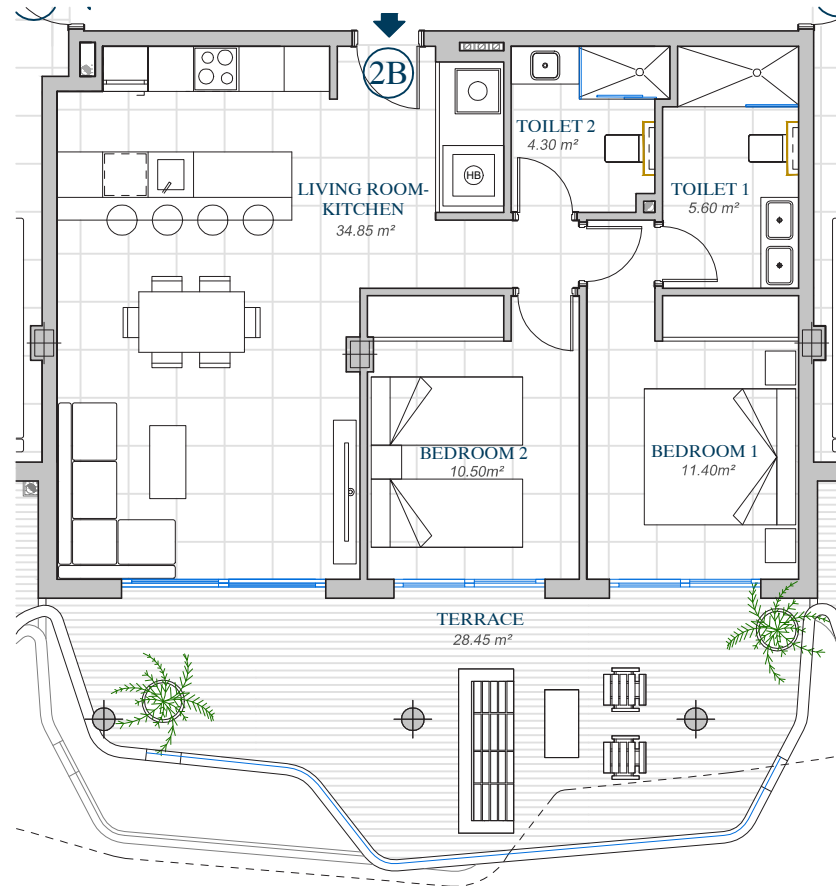 2B
TOILET 2
4.30 m²
HB
TOILET 1
5.60 m²
LIVING ROOM-
KITCHEN
34.85 m²
BEDROOM 2
10.50m²
BEDROOM 1
11.40m²
TERRACE
28.45 m²